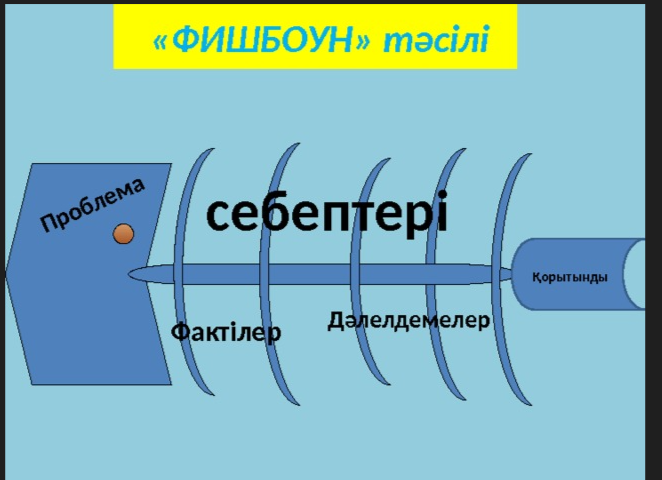 «ФИШБОУН» тәсілі
Проблема
себептері
Қорытынды
Фактілер
Дәлелдемелер